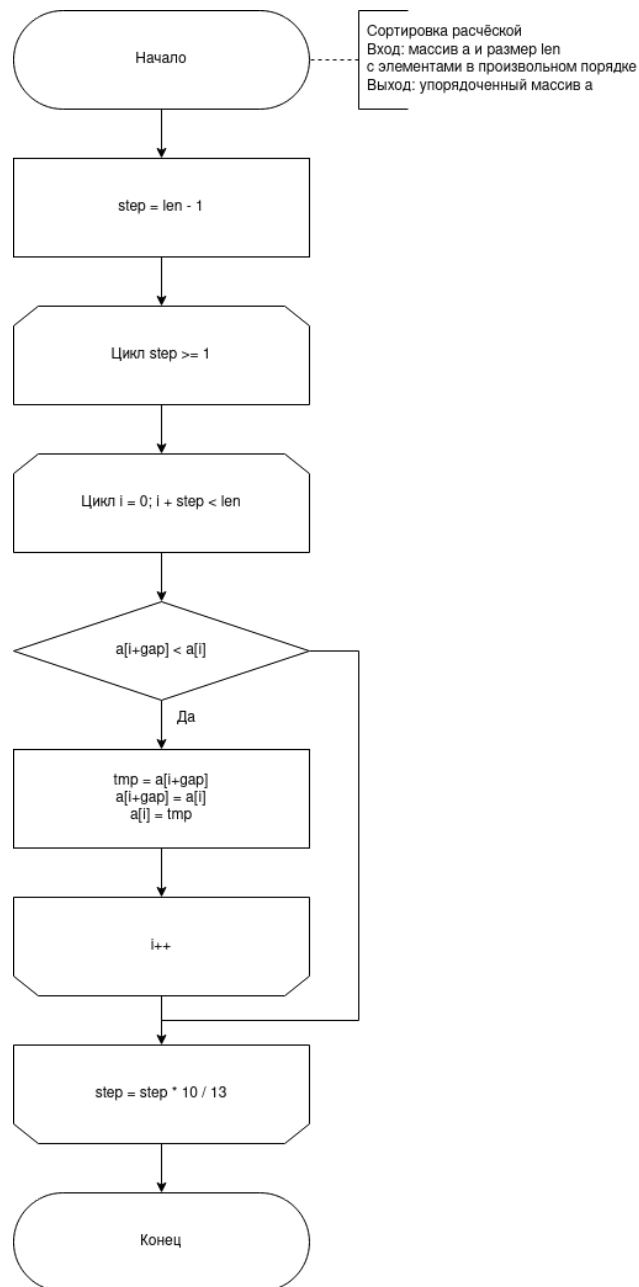 Начало
Сортировка расчёской
Вход: массив a и размер len
с элементами в произвольном порядке
Выход: упорядоченный массив a
step = len - 1
Цикл step >= 1
Цикл i = 0; i + step < len
a[i+gap] < a[i]
Да
tmp = a[i+gap]
a[i+gap] = a[i]
a[i] = tmp
i++
step = step * 10 / 13
Конец